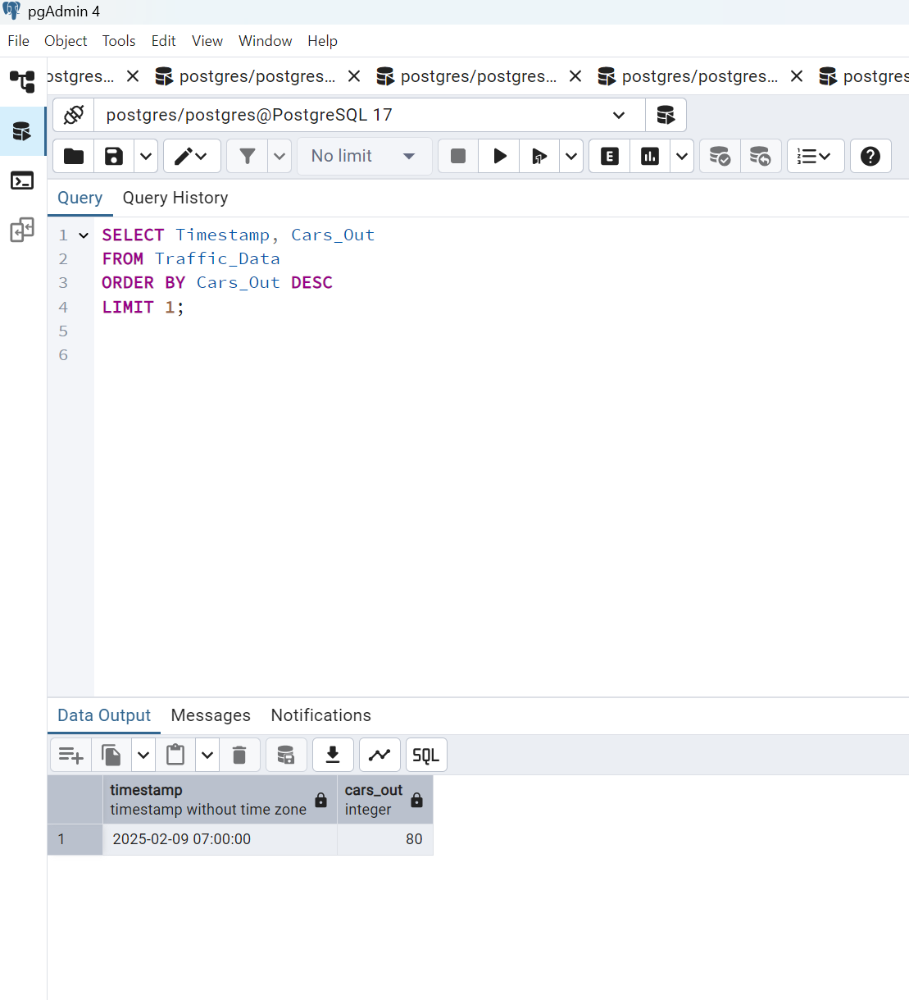 pgAdmin 4
File Object Tools Edit View Window Help
ostgres... postgres/postgres... postgres/postgres... postgres/postgres... postgres
postgres/postgres@PostgreSQL 17
No limit
E
Query Query History
1 SELECT Timestamp, Cars_Out
2 FROM Traffic_Data
3 ORDER BY Cars_Out DESC
4 LIMIT 1;
5
6
Data Output Messages Notifications
SQL
timestamp cars_out
timestamp without time zone integer
1 2025-02-09 07:00:00 80